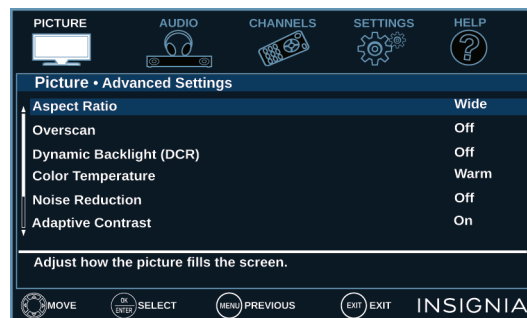 PICTURE AUDIO CHANNELS SETTINGS HELP
Picture • Advanced Settings
Aspect Ratio Wide
Overscan Off
Dynamic Backlight (DCR) Off
Color Temperature Warm
Noise Reduction Off
Adaptive Contrast On
Adjust how the picture fills the screen.
MOVE OK ENTER SELECT MENU PREVIOUS EXIT EXIT INSIGNIA